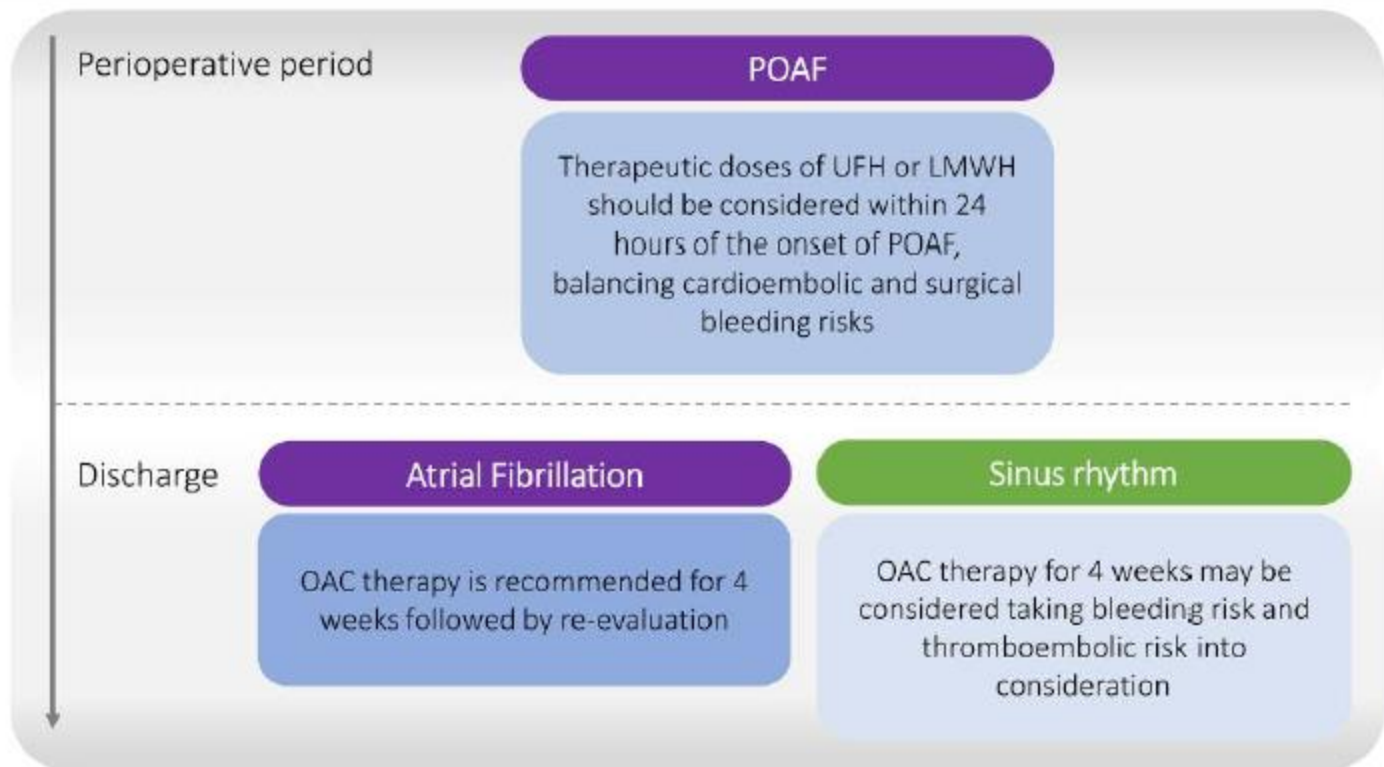 Perioperative period
POAF
Therapeutic doses of UFH or LMWH
should be considered within 24
hours of the onset of POAF,
balancing cardioembolic and surgical
bleeding risks
Discharge
Atrial Fibrillation
OAC therapy is recommended for 4
weeks followed by re-evaluation
Sinus rhythm
OAC therapy for 4 weeks may be
considered taking bleeding risk and
thromboembolic risk into
consideration